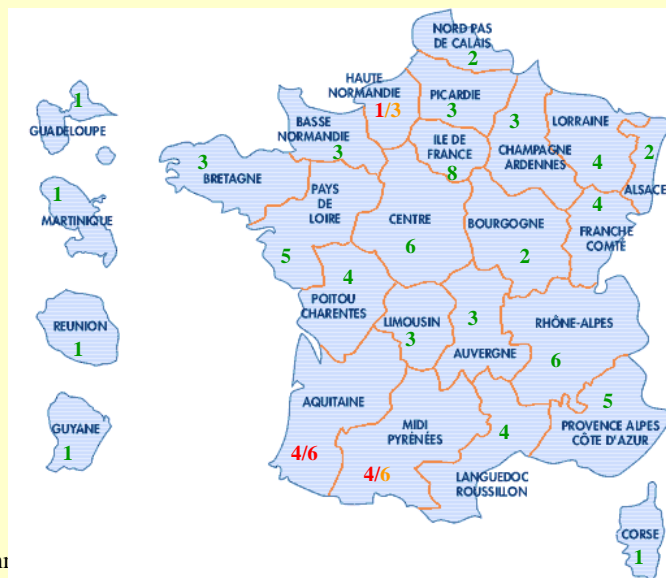 NORD PAS
DE CALAIS
2
HAUTE
NORMANDIE
1/3
PICARDIE
3
1
GUADELOUPE
BASSE
NORMANDIE
3
ILE DE
FRANCE
8
3
CHAMPAGNE
ARDENNES
LORRAINE
4
2
ALSACE
3
BRETAGNE
1
MARTINIQUE
PAYS
DE
LOIRE
5
CENTRE
6
BOURGOGNE
2
4
FRANCHE
COMTÉ
4
POITOU
CHARENTES
LIMOUSIN
3
3
AUVERGNE
RHÔNE-ALPES
6
REUNION
1
AQUITAINE
4/6
MIDI
PYRÉNÉES
4/6
4
LANGUEDOC
ROUSSILLON
5
PROVENCE ALPES
CÔTE D'AZUR
GUYANE
1
CORSE
1